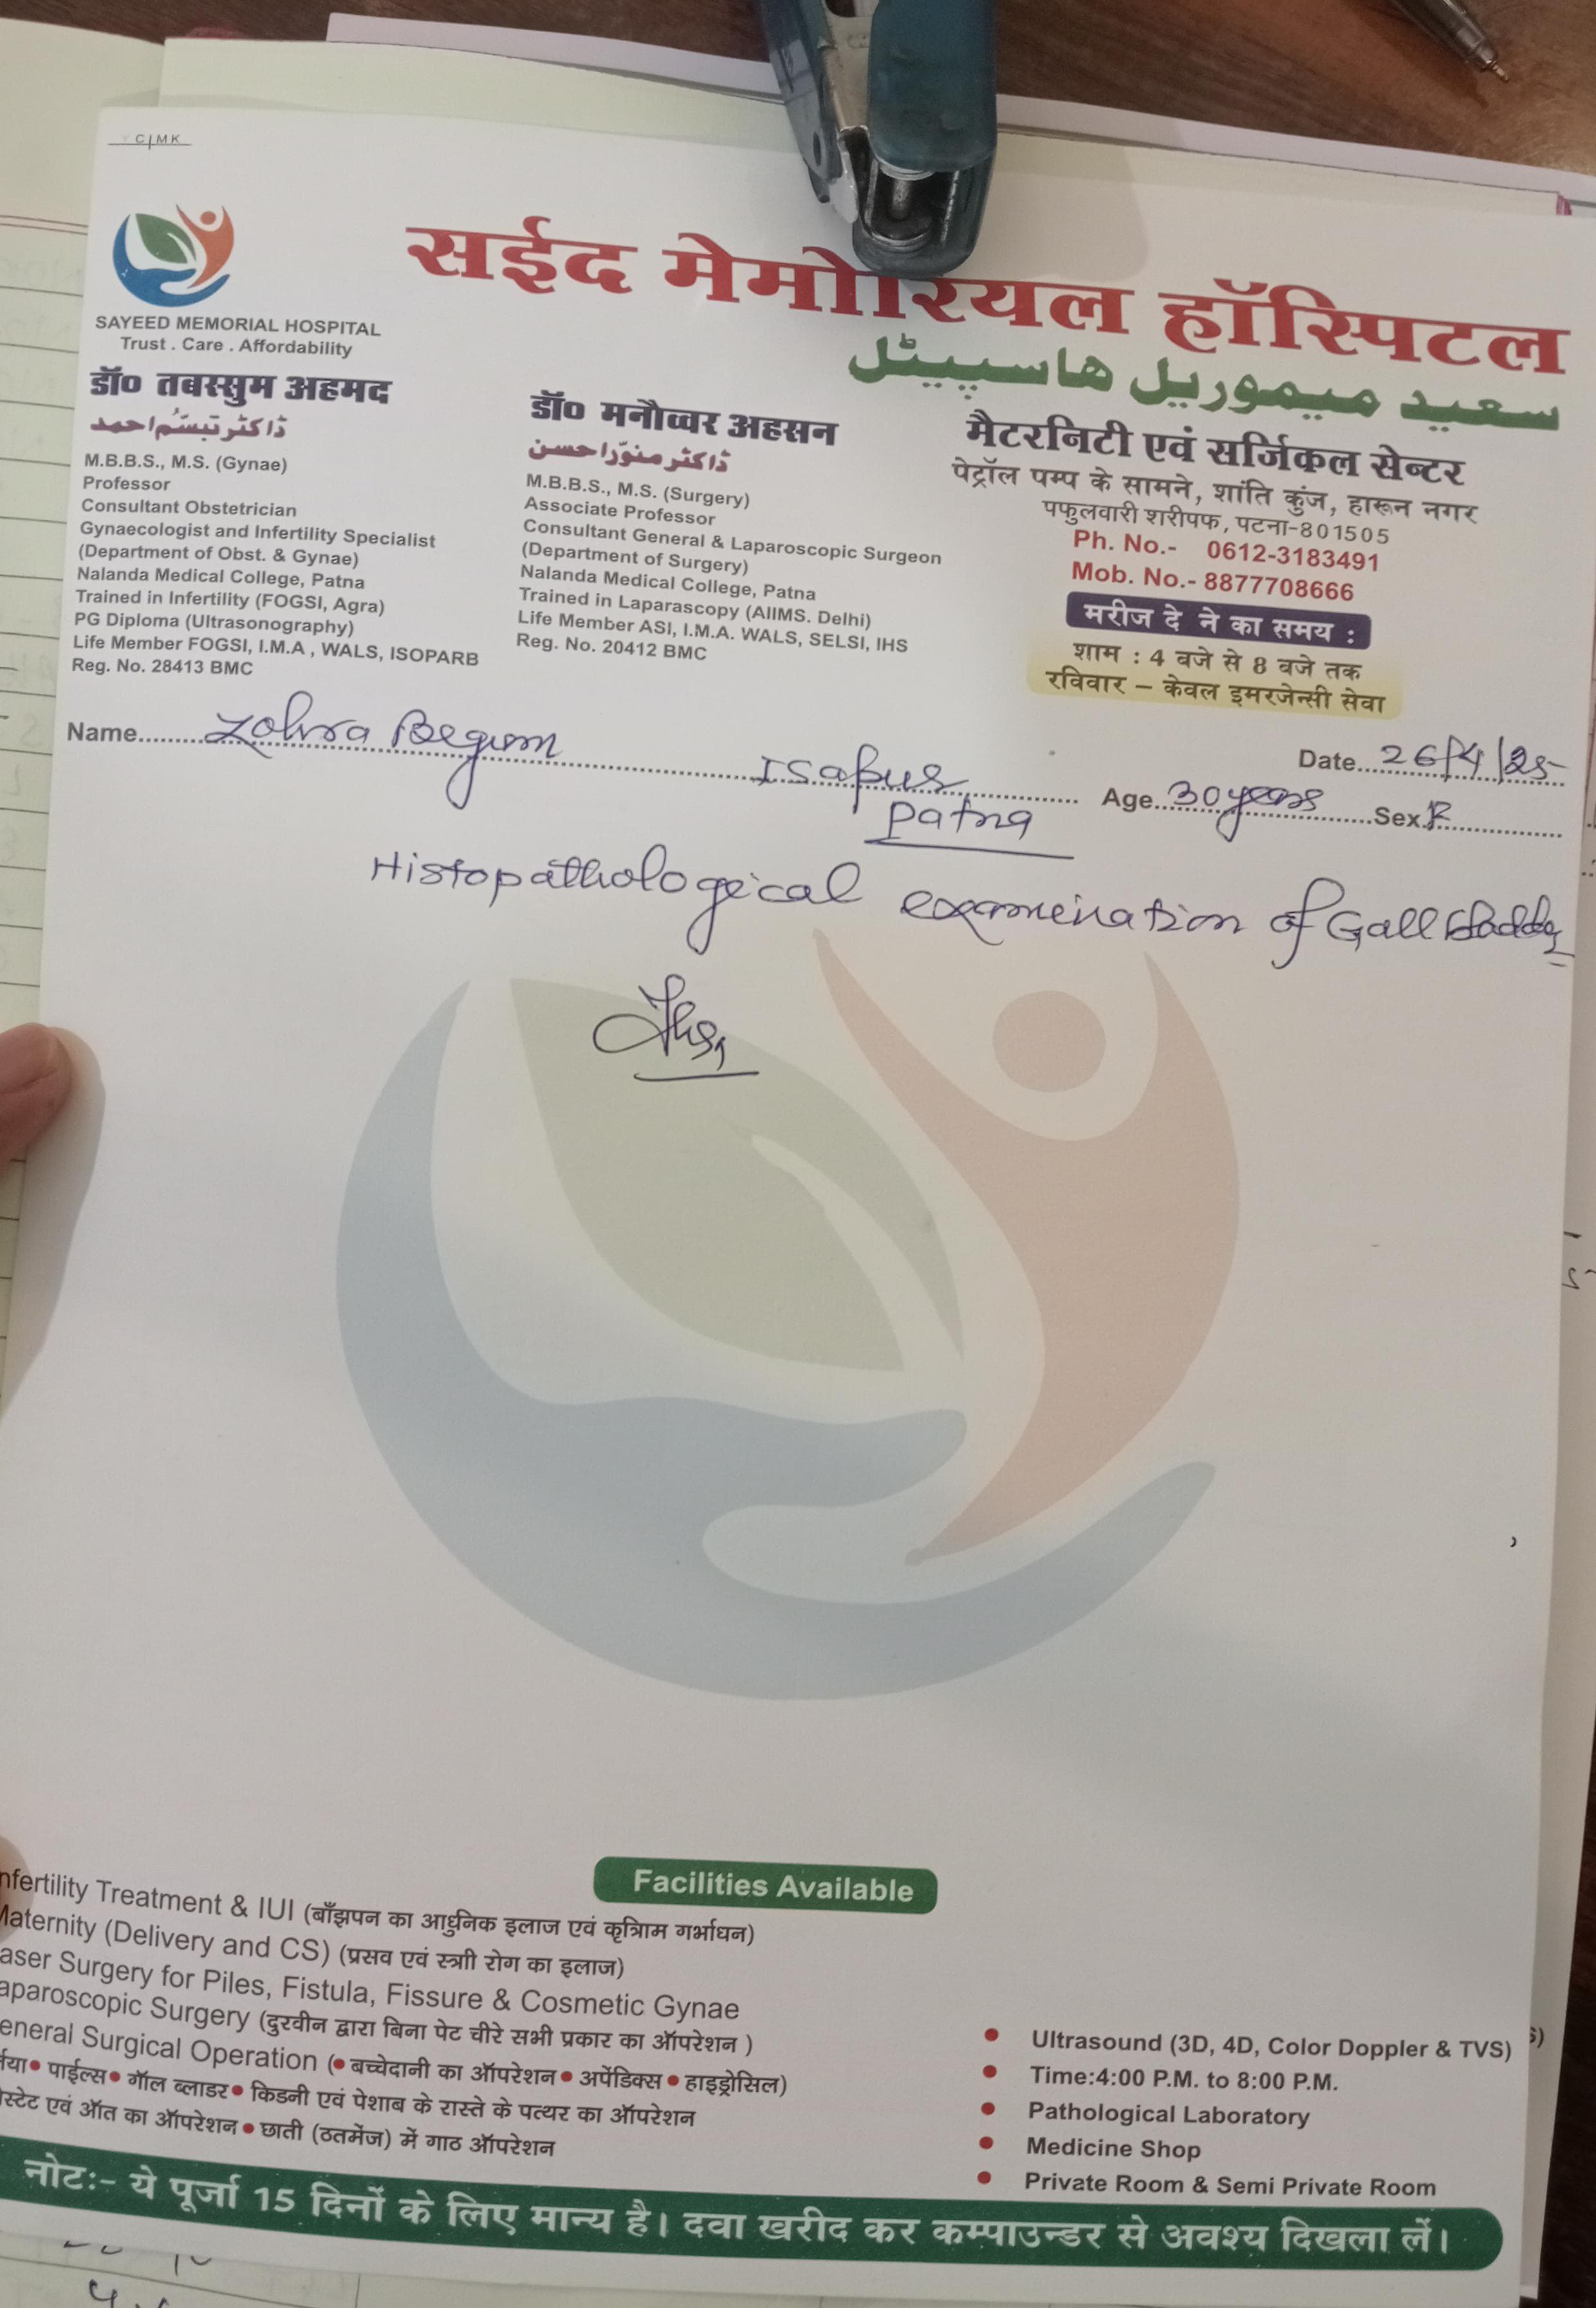 C|MK
सईद मेमोरियल हॉस्पिटल
سعید میموریل ہاسپیٹل
SAYEED MEMORIAL HOSPITAL
Trust . Care . Affordability
डॉ० तबस्सुम अहमद
ڈاکٹر تبسّم احمد
M.B.B.S., M.S. (Gynae)
Professor
Consultant Obstetrician
Gynaecologist and Infertility Specialist
(Department of Obst. & Gynae)
Nalanda Medical College, Patna
Trained in Infertility (FOGSI, Agra)
PG Diploma (Ultrasonography)
Life Member FOGSI, I.M.A , WALS, ISOPARB
Reg. No. 28413 BMC
डॉ० मनौव्वर अहसन
ڈاکٹر منوّر احسن
M.B.B.S., M.S. (Surgery)
Associate Professor
Consultant General & Laparoscopic Surgeon
(Department of Surgery)
Nalanda Medical College, Patna
Trained in Laparascopy (AIIMS. Delhi)
Life Member ASI, I.M.A. WALS, SELSI, IHS
Reg. No. 20412 BMC
मैटरनिटी एवं सर्जिकल सेन्टर
पेट्रॉल पम्प के सामने, शांति कुंज, हारून नगर
पफुलवारी शरीपफ, पटना-801505
Ph. No.- 0612-3183491
Mob. No.- 8877708666
मरीज दे ने का समय :
शाम : 4 बजे से 8 बजे तक
रविवार – केवल इमरजेन्सी सेवा
Name Zohra Begum Isapur Patna
Date 26/4/25
Age 30 years Sex F
Histopathological examination of Gall bladder
Facilities Available
nfertility Treatment & IUI (बाँझपन का आधुनिक इलाज एवं कृत्रिाम गर्भाधन)
Maternity (Delivery and CS) (प्रसव एवं स्त्राी रोग का इलाज)
aser Surgery for Piles, Fistula, Fissure & Cosmetic Gynae
aparoscopic Surgery (दुरवीन द्वारा बिना पेट चीरे सभी प्रकार का ऑपरेशन )
eneral Surgical Operation (• बच्चेदानी का ऑपरेशन • अपेंडिक्स • हाइड्रोसिल)
• पाईल्स • गॉल ब्लाडर • किडनी एवं पेशाब के रास्ते के पत्थर का ऑपरेशन
एवं ऑत का ऑपरेशन • छाती (ठतमेंज) में गाठ ऑपरेशन
• Ultrasound (3D, 4D, Color Doppler & TVS)
• Time:4:00 P.M. to 8:00 P.M.
• Pathological Laboratory
• Medicine Shop
• Private Room & Semi Private Room
नोटः- ये पूर्जा 15 दिनों के लिए मान्य है। दवा खरीद कर कम्पाउन्डर से अवश्य दिखला लें।